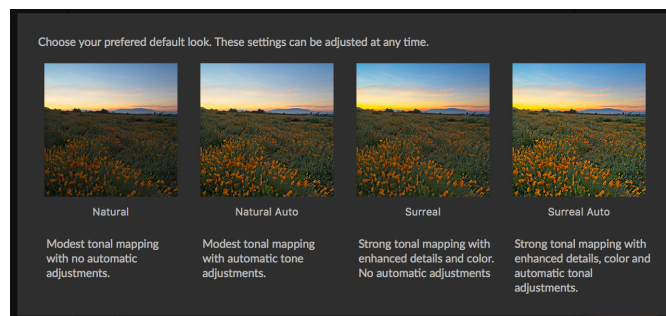 Choose your prefered default look. These settings can be adjusted at any time.
Natural
Natural Auto
Surreal
Surreal Auto
Modest tonal mapping
with no automatic
adjustments.
Modest tonal mapping
with automatic tone
adjustments.
Strong tonal mapping with
enhanced details and color.
No automatic adjustments
Strong tonal mapping with
enhanced details, color and
automatic tonal
adjustments.